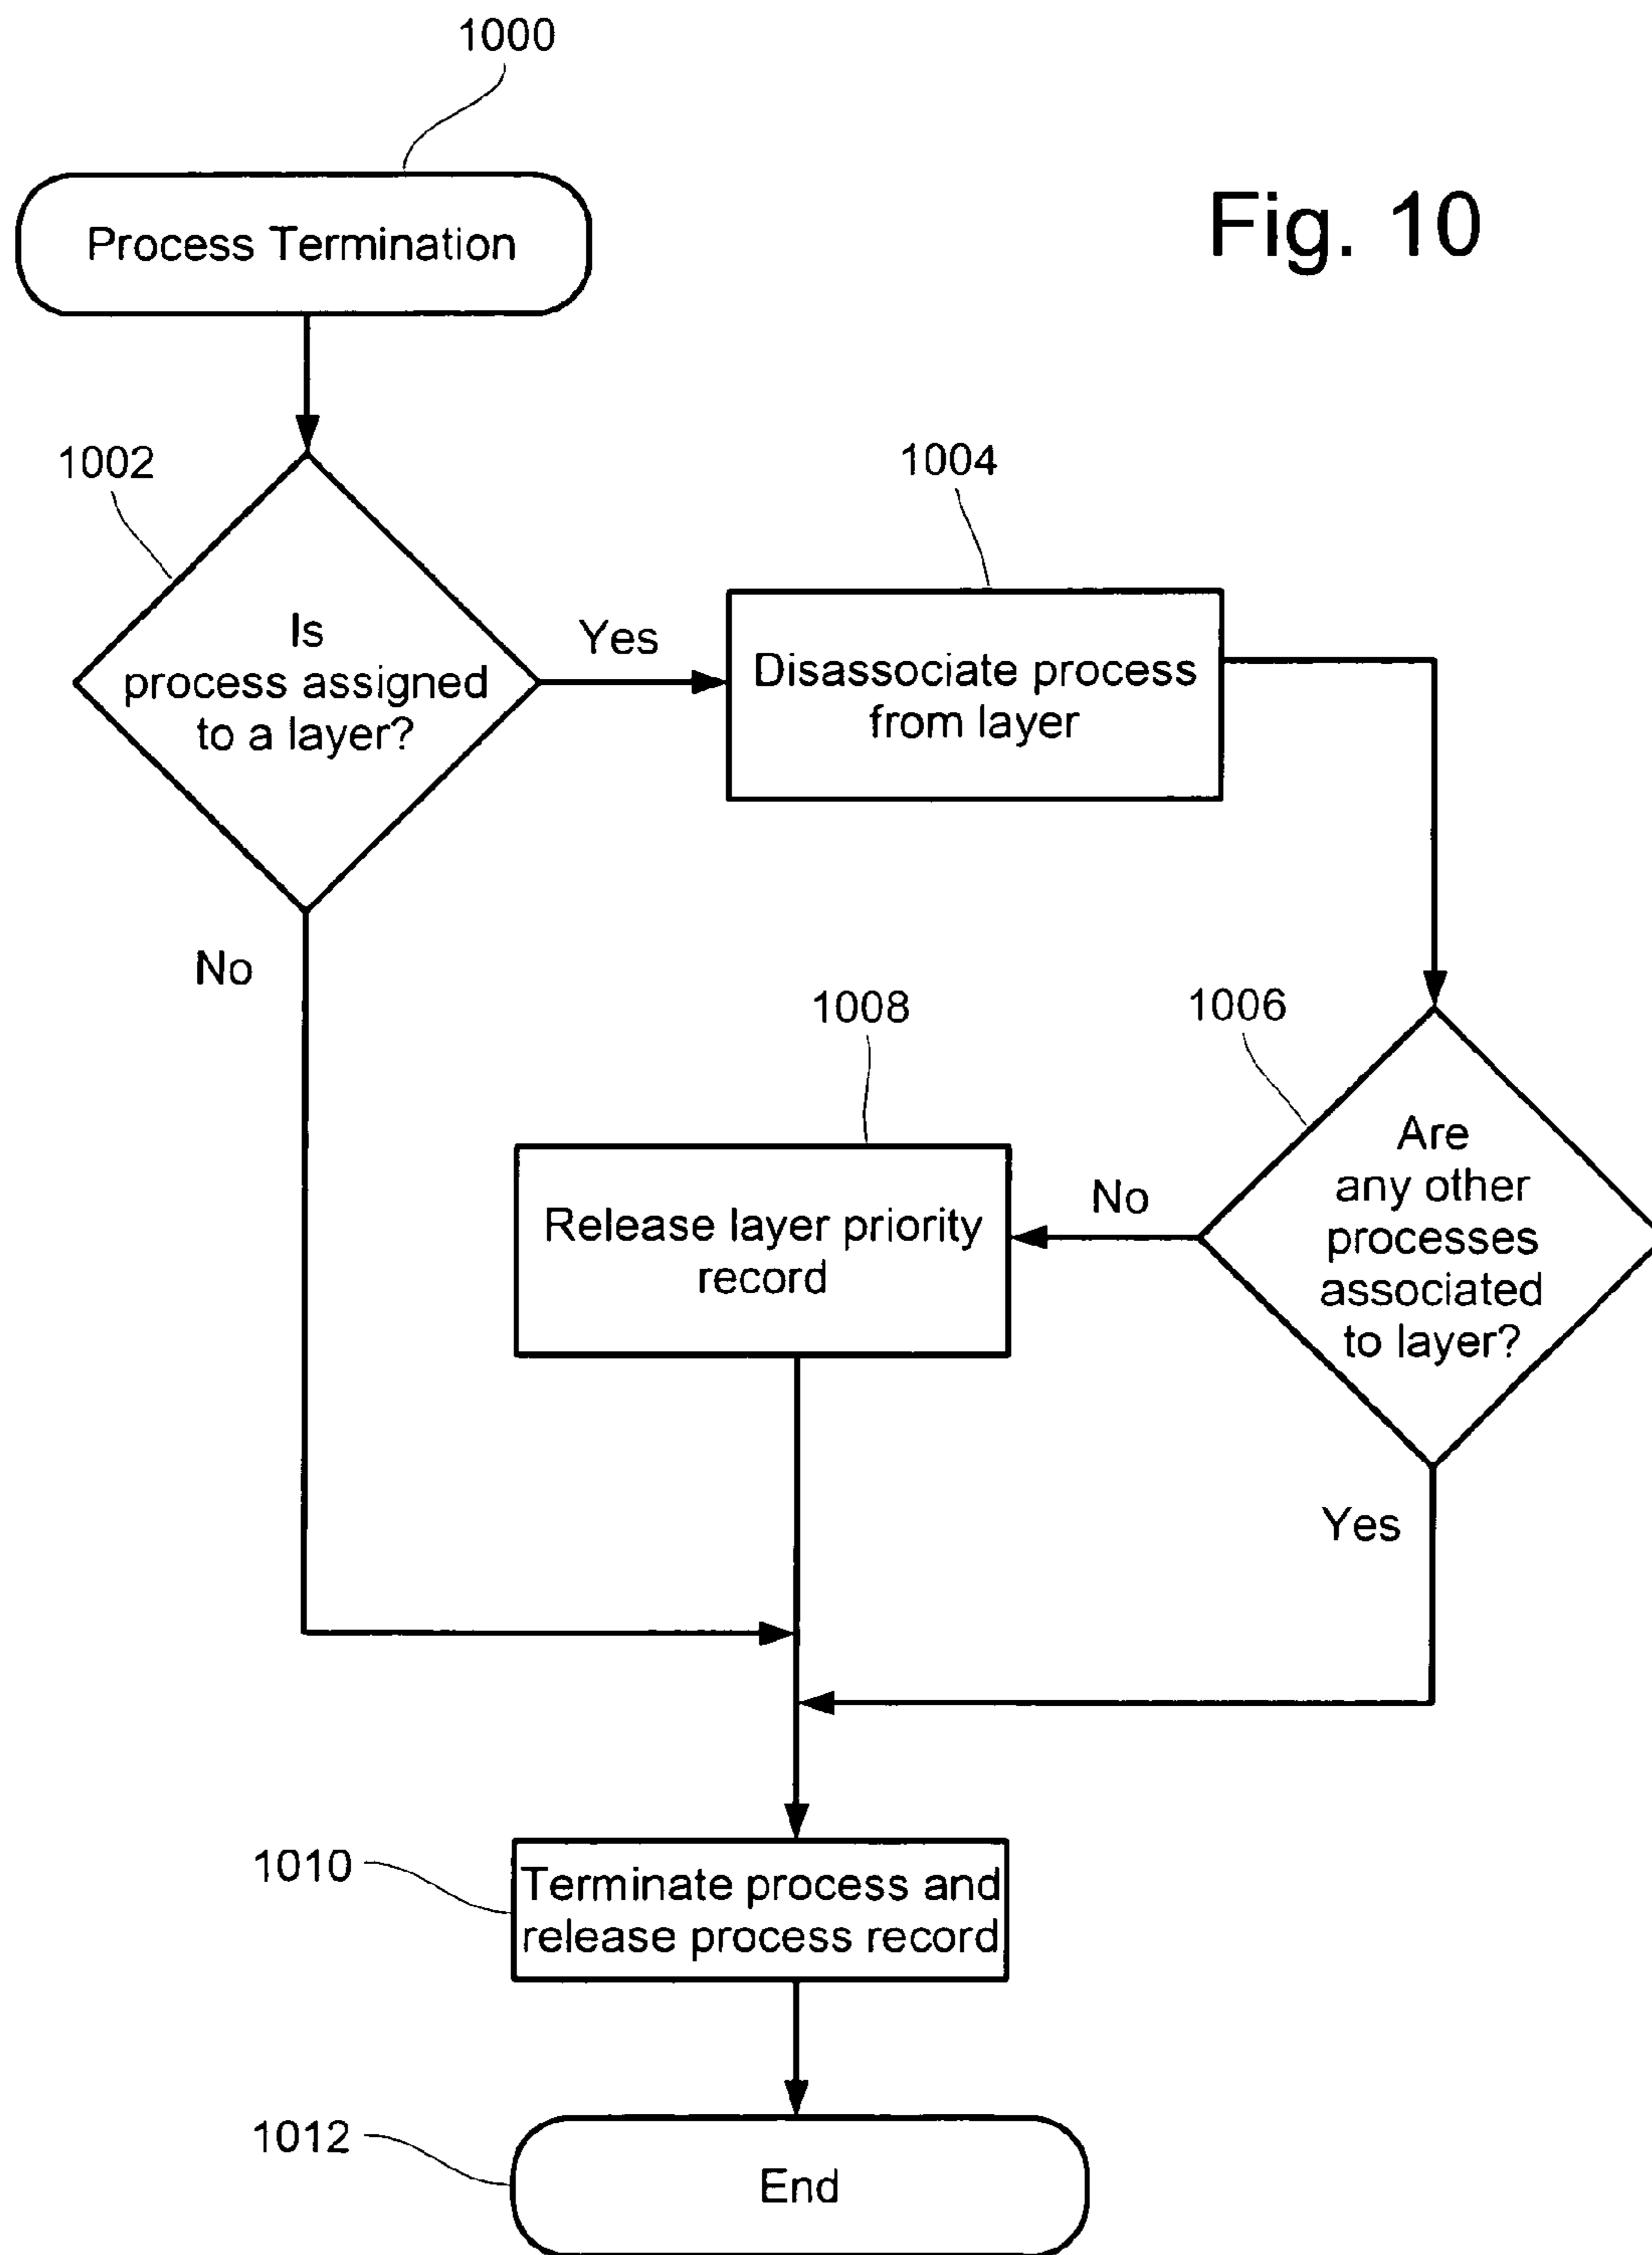 1000
Fig. 10
Process Termination
1002
1004
Is
process assigned
to a layer?
Yes
Disassociate process
from layer
No
1008
1006
Are
any other
processes
associated
to layer?
No
Release layer priority
record
Yes
1010
Terminate process and
release process record
1012
End